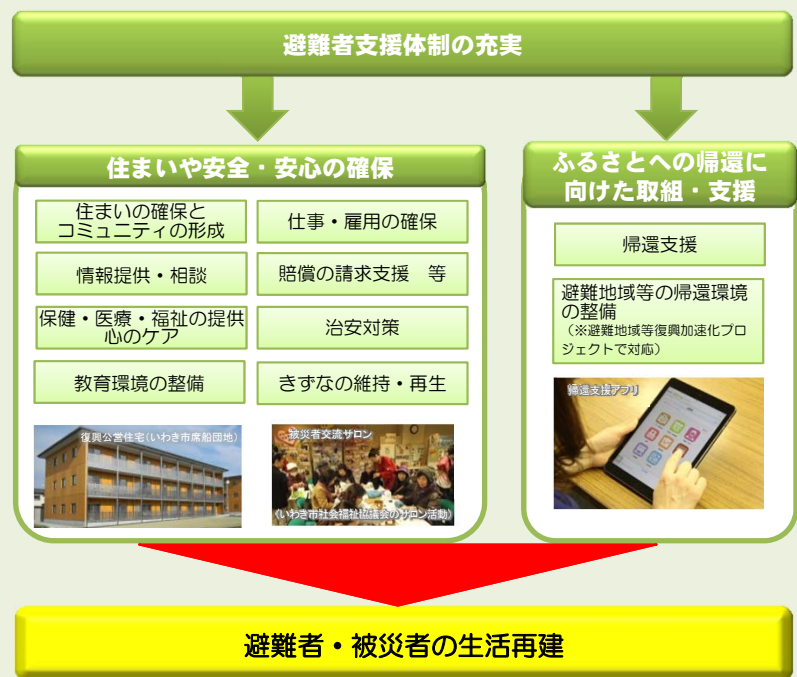 避難者支援体制の充実
住まいや安全・安心の確保
住まいの確保と
コミュニティの形成
仕事・雇用の確保
情報提供・相談
賠償の請求支援　等
保健・医療・福祉の提供
心のケア
治安対策
教育環境の整備
きずなの維持・再生
復興公営住宅(いわき市席船団地)
被災者交流サロン
(いわき市社会福祉協議会のサロン活動)
ふるさとへの帰還に
向けた取組・支援
帰還支援
避難地域等の帰還環境
の整備
(※避難地域等復興加速化プロ
ジェクトで対応)
帰還支援アプリ
避難者・被災者の生活再建